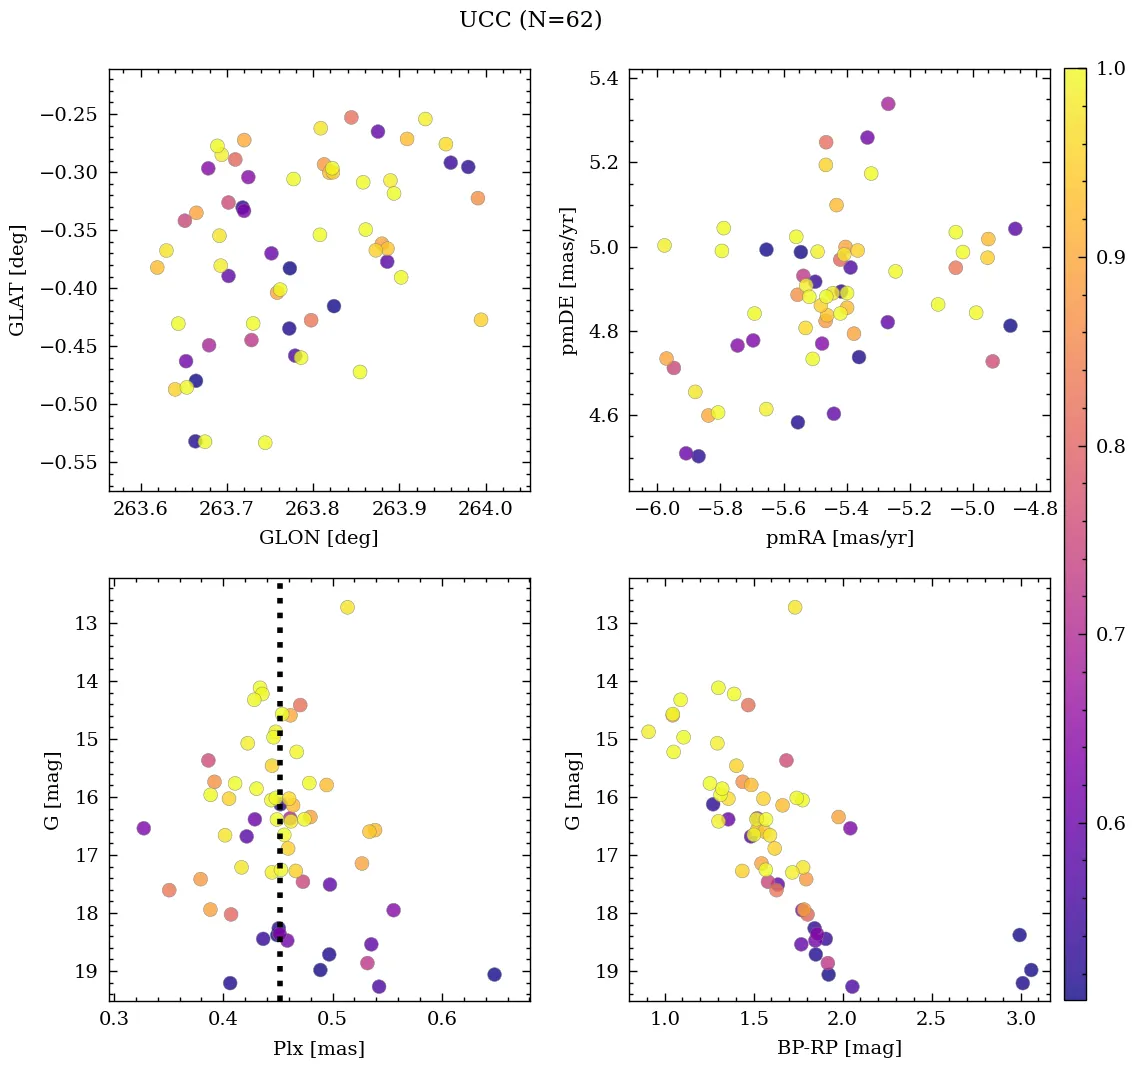 UCC (N=62)
−0.25
−0.30
−0.35
−0.40
−0.45
−0.50
−0.55
GLAT [deg]
263.6 263.7 263.8 263.9 264.0
GLON [deg]
5.4
5.2
5.0
4.8
4.6
pmDE [mas/yr]
−6.0 −5.8 −5.6 −5.4 −5.2 −5.0 −4.8
pmRA [mas/yr]
1.0
0.9
0.8
0.7
0.6
13
14
15
16
17
18
19
G [mag]
0.3 0.4 0.5 0.6
Plx [mas]
13
14
15
16
17
18
19
G [mag]
1.0 1.5 2.0 2.5 3.0
BP-RP [mag]